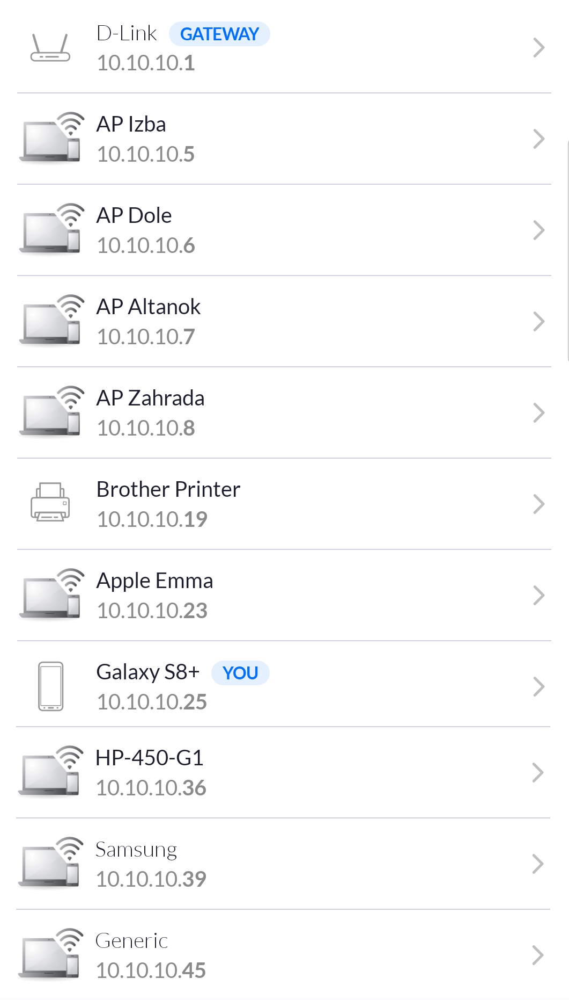 D-Link GATEWAY
10.10.10.1
AP Izba
10.10.10.5
AP Dole
10.10.10.6
AP Altanok
10.10.10.7
AP Zahrada
10.10.10.8
Brother Printer
10.10.10.19
Apple Emma
10.10.10.23
Galaxy S8+ YOU
10.10.10.25
HP-450-G1
10.10.10.36
Samsung
10.10.10.39
Generic
10.10.10.45